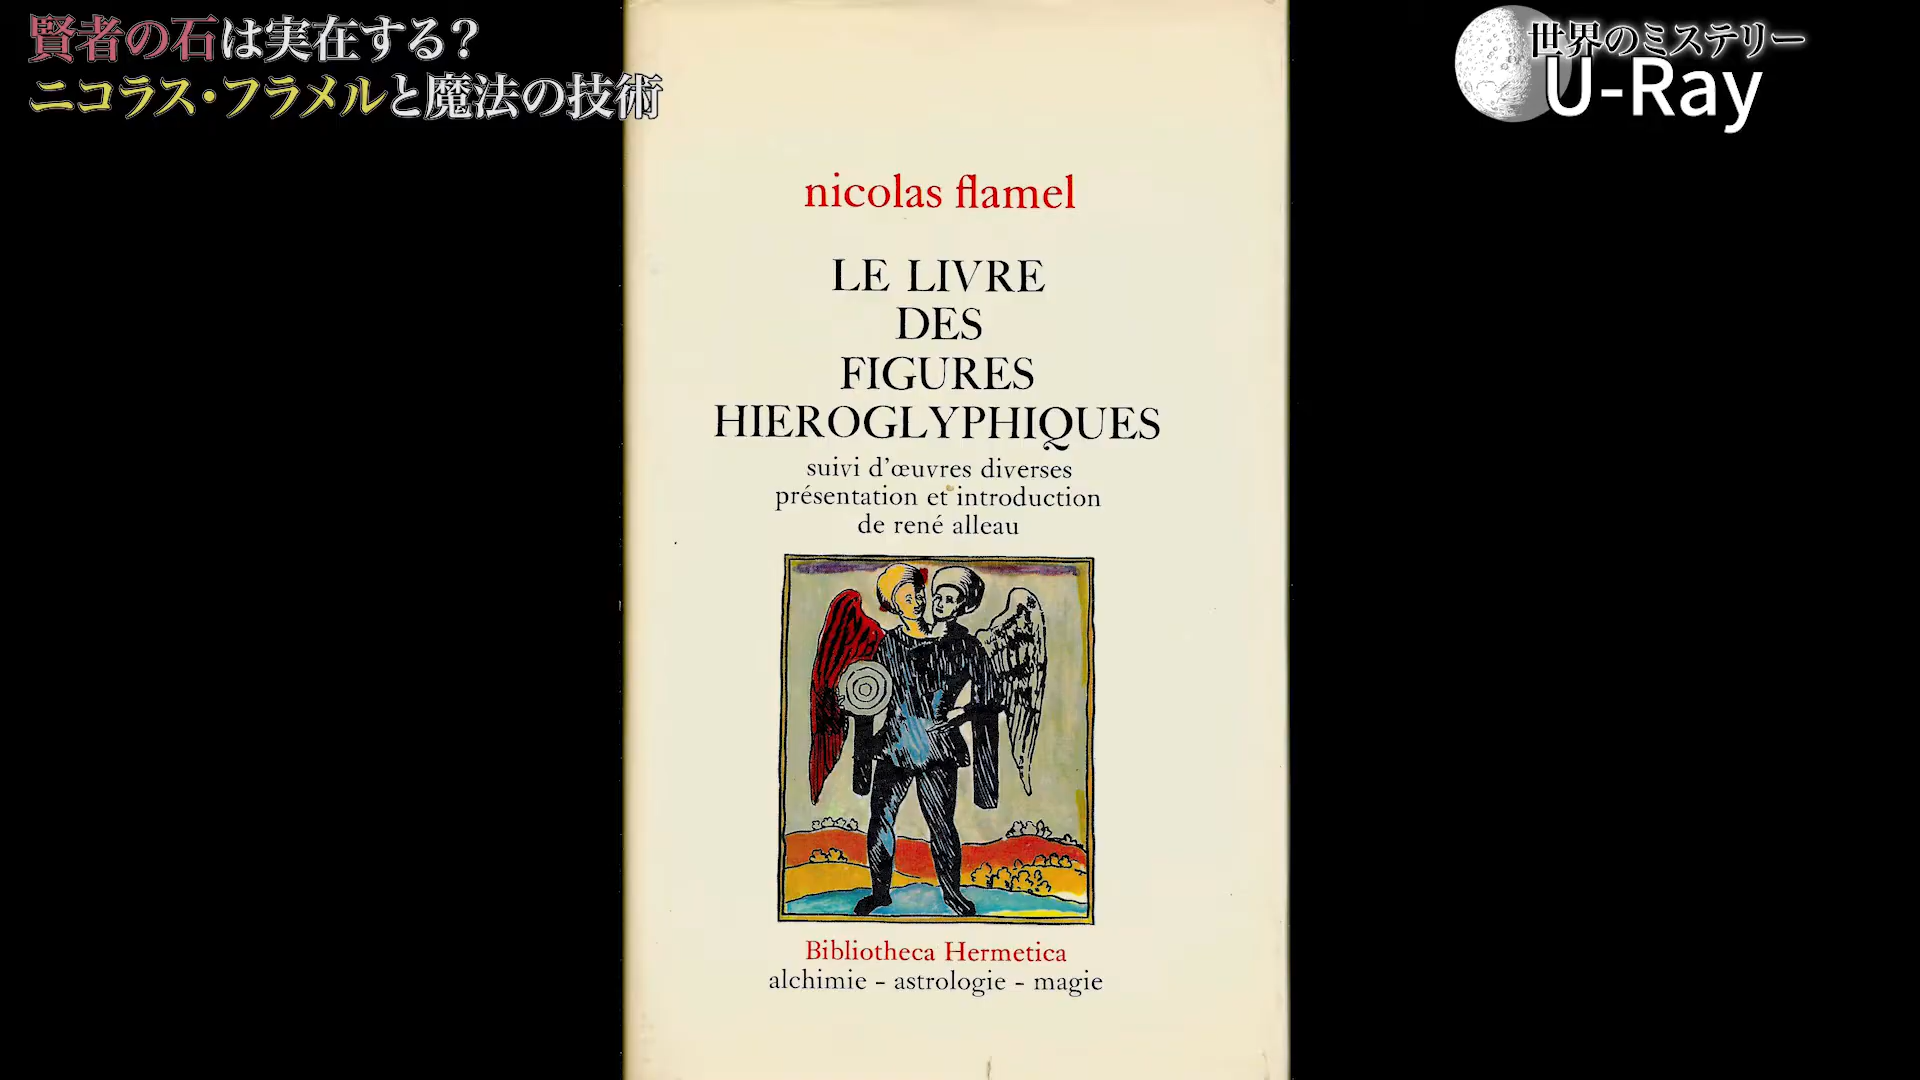 賢者の石は実在する？
ニコラス・フラメルと魔法の技術
世界のミステリー
U-Ray
nicolas flamel
LE LIVRE
DES
FIGURES
HIEROGLYPHIQUES
suivi d'œuvres diverses
présentation et introduction
de rené alleau
Bibliotheca Hermetica
alchimie - astrologie - magie